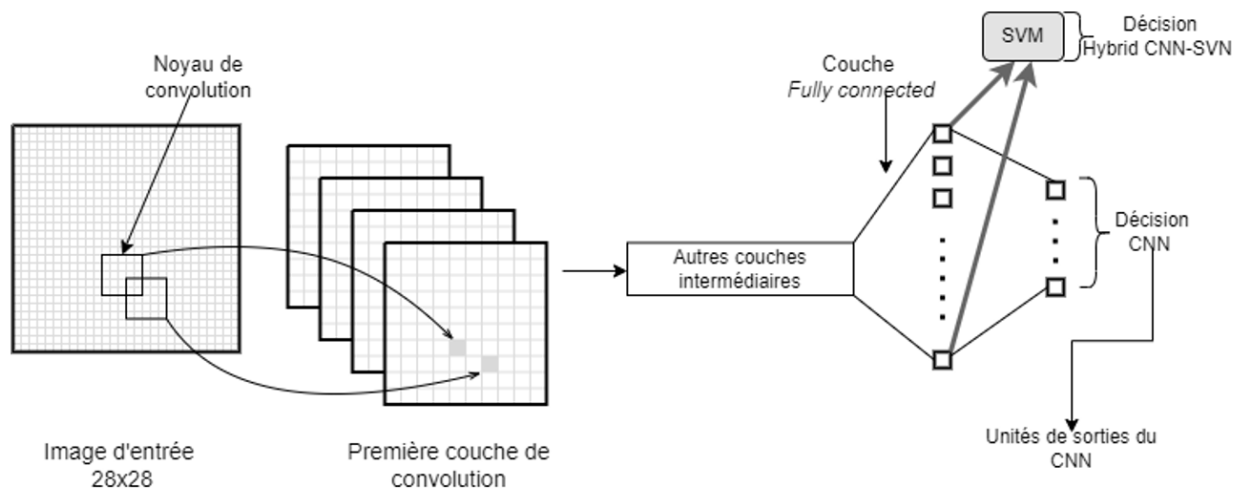 Noyau de
convolution
Image d'entrée
28x28
Première couche de
convolution
Autres couches
intermédiaires
Couche
Fully connected
SVM
Décision
Hybrid CNN-SVN
Décision
CNN
Unités de sorties du
CNN